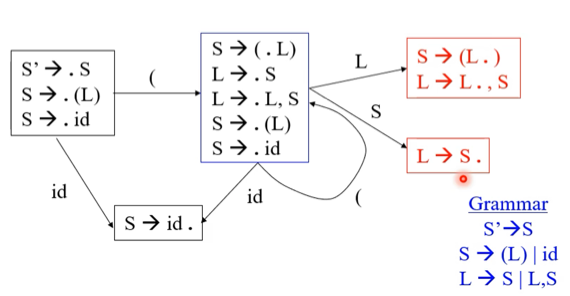 S' → . S
S → . (L)
S → . id
(
S → ( . L)
L → . S
L → . L, S
S → . (L)
S → . id
L
S → (L . )
L → L . , S
S
L → S .
id
id
(
S → id .
Grammar
S'→S
S → (L) | id
L → S | L,S